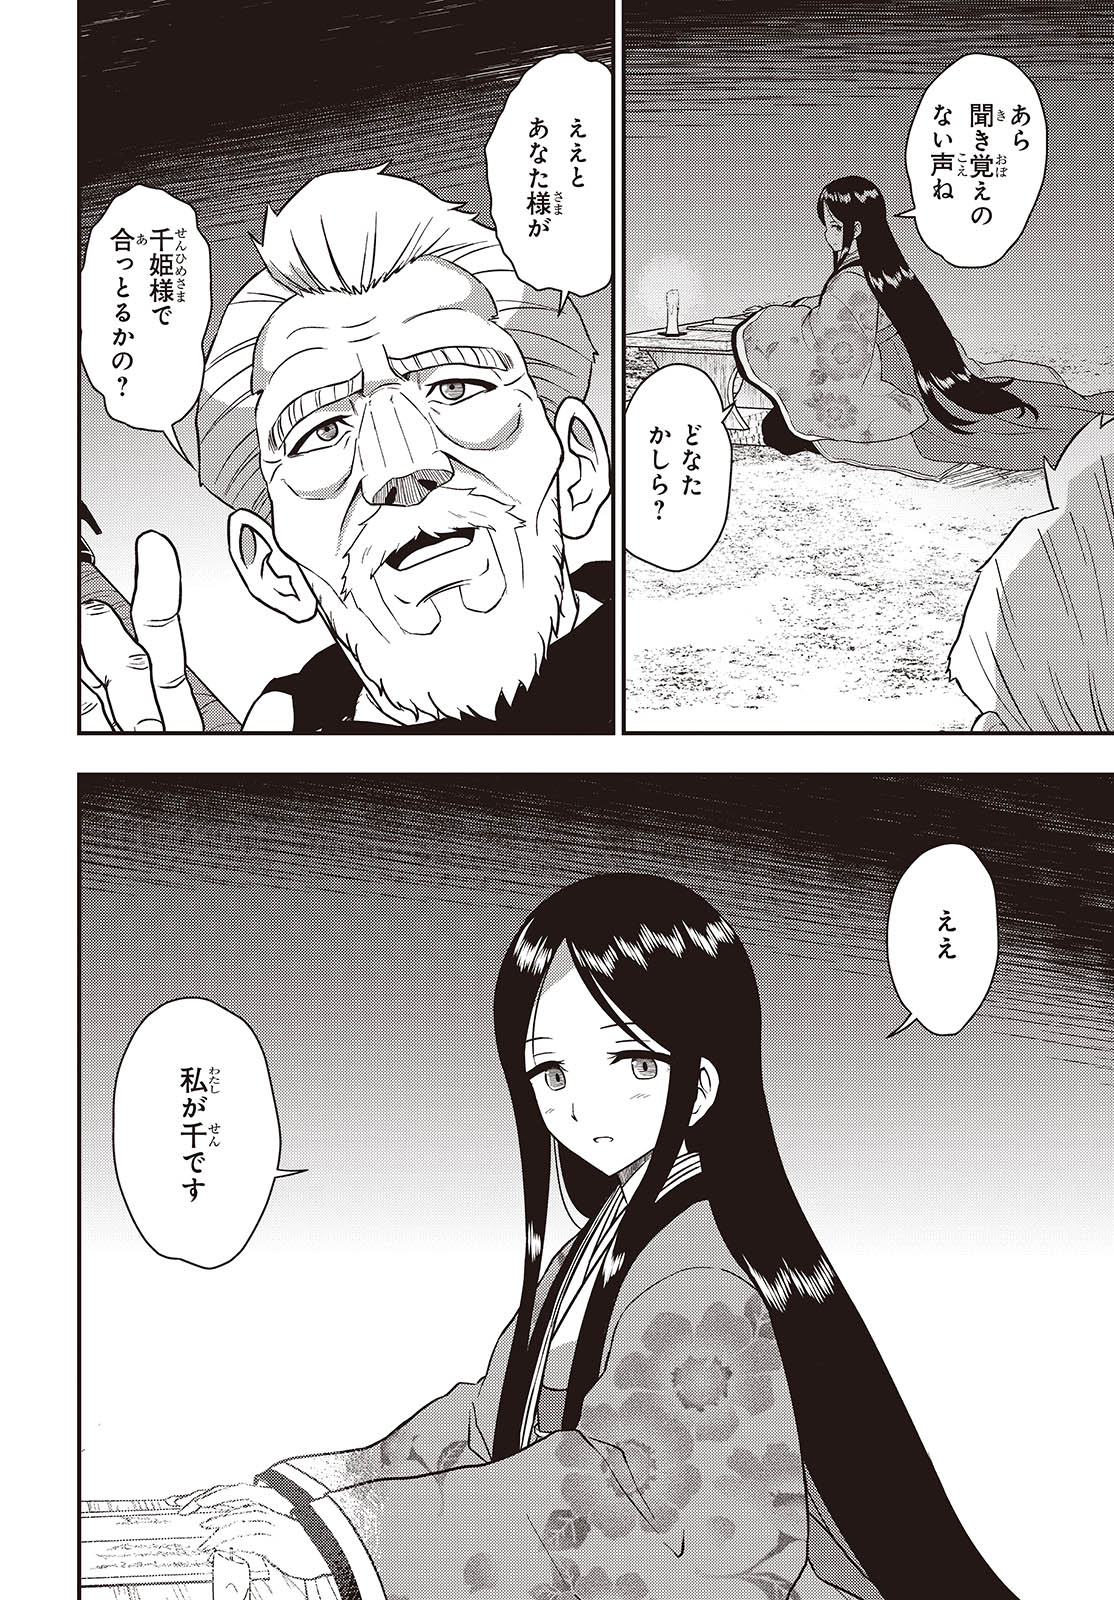 あら
聞き覚えの
ない声ね
どなた
かしら?
ええと
あなた様が
千姫様で
合っとるかの?
ええ
私が千です